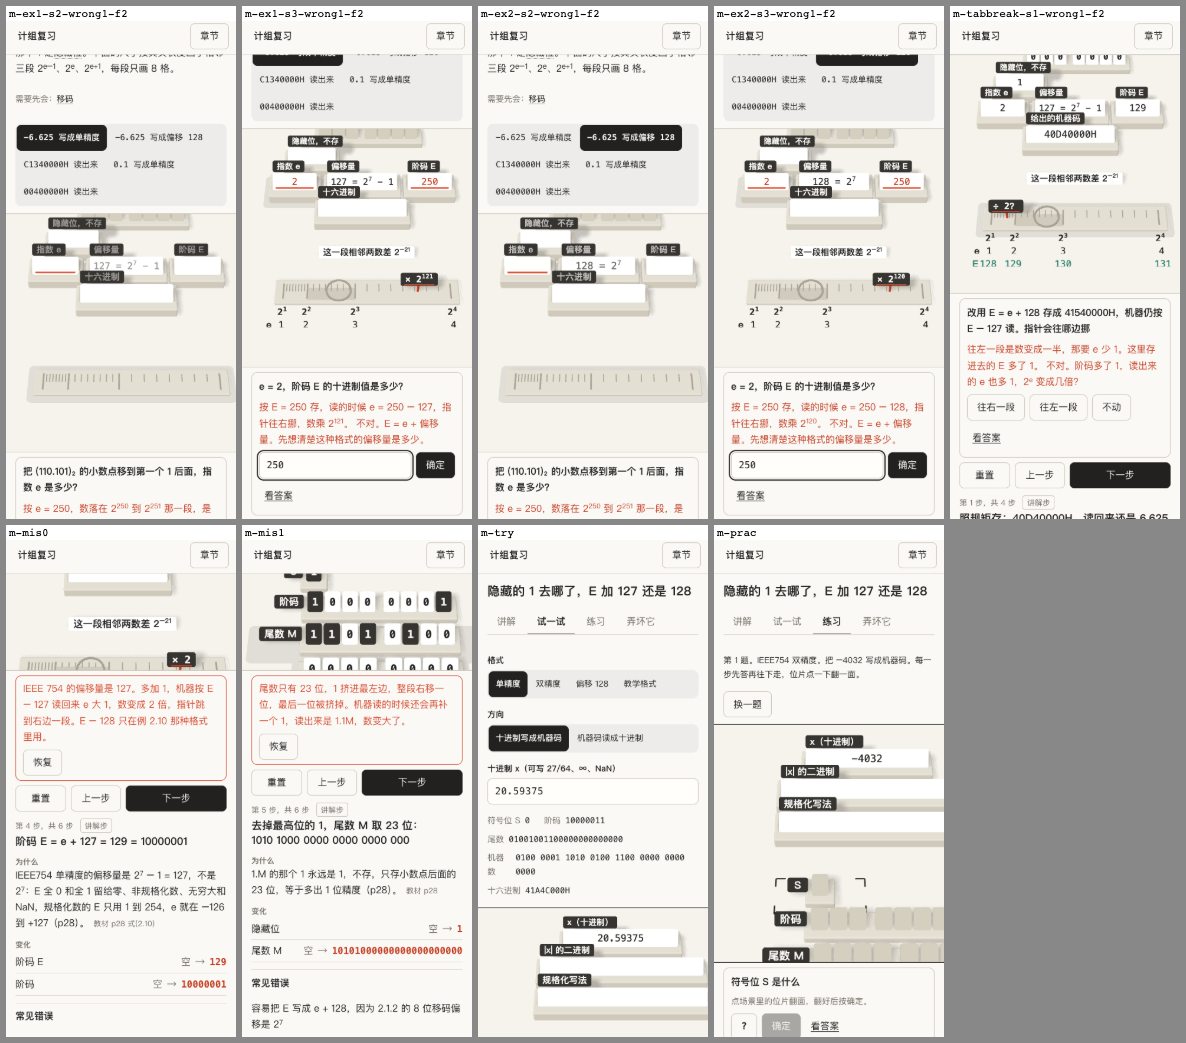 m-ex1-s2-wrong1-f2
计组复习
章节
三段 2ᵉ⁻¹、2ᵉ、2ᵉ⁺¹，每段只画 8 格。
需要先会：移码
−6.625 写成单精度
−6.625 写成偏移 128
C1340000H 读出来
0.1 写成单精度
00400000H 读出来
隐藏位，不存
指数 e
偏移量
阶码 E
127 = 2⁷ − 1
十六进制
把 (110.101)₂ 的小数点移到第一个 1 后面，指
数 e 是多少？
按 e = 250，数落在 2²⁵⁰ 到 2²⁵¹ 那一段，是
m-ex1-s3-wrong1-f2
计组复习
章节
C1340000H 读出来
0.1 写成单精度
00400000H 读出来
隐藏位，不存
指数 e
偏移量
阶码 E
2
127 = 2⁷ − 1
250
十六进制
这一段相邻两数差 2⁻²¹
× 2¹²¹
2¹ 2² 2³ 2⁴
e 1 2 3 4
e = 2，阶码 E 的十进制值是多少？
按 E = 250 存，读的时候 e = 250 − 127，指
针往右挪，数乘 2¹²¹。 不对。E = e + 偏移
量。先想清楚这种格式的偏移量是多少。
250
确定
看答案
m-ex2-s2-wrong1-f2
计组复习
章节
三段 2ᵉ⁻¹、2ᵉ、2ᵉ⁺¹，每段只画 8 格。
需要先会：移码
−6.625 写成单精度
−6.625 写成偏移 128
C1340000H 读出来
0.1 写成单精度
00400000H 读出来
隐藏位，不存
指数 e
偏移量
阶码 E
128 = 2⁷
十六进制
把 (110.101)₂ 的小数点移到第一个 1 后面，指
数 e 是多少？
按 e = 250，数落在 2²⁵⁰ 到 2²⁵¹ 那一段，是
m-ex2-s3-wrong1-f2
计组复习
章节
C1340000H 读出来
0.1 写成单精度
00400000H 读出来
隐藏位，不存
指数 e
偏移量
阶码 E
2
128 = 2⁷
250
十六进制
这一段相邻两数差 2⁻²¹
× 2¹²⁰
2¹ 2² 2³ 2⁴
e 1 2 3 4
e = 2，阶码 E 的十进制值是多少？
按 E = 250 存，读的时候 e = 250 − 128，指
针往右挪，数乘 2¹²⁰。 不对。E = e + 偏移
量。先想清楚这种格式的偏移量是多少。
250
确定
看答案
m-tabbreak-s1-wrong1-f2
计组复习
章节
隐藏位，不存
1
指数 e
偏移量
阶码 E
2
127 = 2⁷ − 1
129
给出的机器码
40D40000H
这一段相邻两数差 2⁻²¹
÷ 2?
2¹ 2² 2³ 2⁴
e 1 2 3 4
E128 129 130 131
改用 E = e + 128 存成 41540000H，机器仍按
E − 127 读。指针会往哪边挪
往左一段是数变成一半，那要 e 少 1。这里存
进去的 E 多了 1。 不对。阶码多了 1，读出来
的 e 也多 1，2ᵉ 变成几倍？
往右一段
往左一段
不动
看答案
重置
上一步
下一步
第 1 步，共 4 步
讲解步
照规矩存：40D40000H，读回来还是 6.625
m-mis0
计组复习
章节
这一段相邻两数差 2⁻²¹
× 2
IEEE 754 的偏移量是 127。多加 1，机器按 E
− 127 读回来 e 大 1，数变成 2 倍，指针跳
到右边一段。E − 128 只在例 2.10 那种格式
里用。
恢复
重置
上一步
下一步
第 4 步，共 6 步
讲解步
阶码 E = e + 127 = 129 = 10000001
为什么
IEEE754 单精度的偏移量是 2⁷ − 1 = 127，不是
2⁷：E 全 0 和全 1 留给零、非规格化数、无穷大和
NaN，规格化数的 E 只用 1 到 254，e 就在 −126
到 +127（p28）。 教材 p28 式(2.10)
变化
阶码 E
空 → 129
阶码
空 → 10000001
常见错误
m-mis1
计组复习
章节
阶码
1 0 0 0 0 0 0 1
尾数 M
1 1 0 1 0 1 0 0
尾数只有 23 位，1 挤进最左边，整段右移一
位，最后一位被挤掉。机器读的时候还会再补
一个 1，读出来是 1.1M，数变大了。
恢复
重置
上一步
下一步
第 5 步，共 6 步
讲解步
去掉最高位的 1，尾数 M 取 23 位：
1010 1000 0000 0000 0000 000
为什么
1.M 的那个 1 永远是 1，不存，只存小数点后面的
23 位，等于多出 1 位精度（p28）。 教材 p28
变化
隐藏位
空 → 1
尾数 M
空 → 10101000000000000000000
常见错误
容易把 E 写成 e + 128，因为 2.1.2 的 8 位移码偏
移是 2⁷
m-try
计组复习
章节
隐藏的 1 去哪了，E 加 127 还是 128
讲解
试一试
练习
弄坏它
格式
单精度
双精度
偏移 128
教学格式
方向
十进制写成机器码
机器码读成十进制
十进制 x（可写 27/64、∞、NaN）
20.59375
符号位 S 0 阶码 10000011
尾数 01001001100000000000000
机器数 0100 0001 1010 0100 1100 0000 0000 0000
十六进制 41A4C000H
x（十进制）
20.59375
|x| 的二进制
规格化写法
m-prac
计组复习
章节
隐藏的 1 去哪了，E 加 127 还是 128
讲解
试一试
练习
弄坏它
第 1 题。IEEE754 双精度。把 −4032 写成机器码。每一
步先答再往下走，位片点一下翻一面。
换一题
x（十进制）
−4032
|x| 的二进制
规格化写法
S
阶码
尾数 M
符号位 S 是什么
点场景里的位片翻面，翻好后按确定。
?
确定
看答案